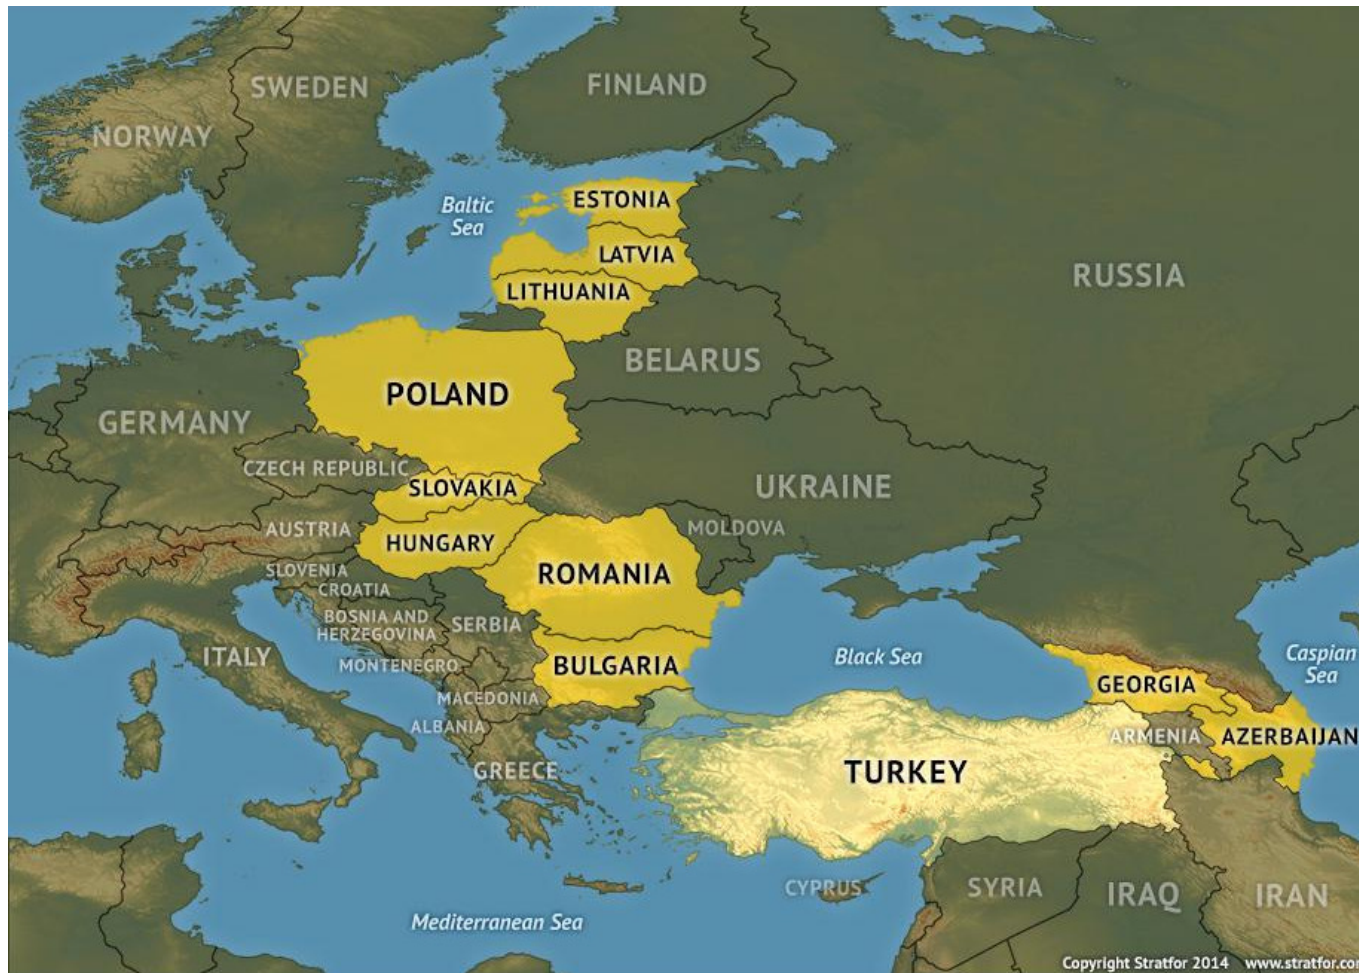 SWEDEN
FINLAND
NORWAY
Baltic
Sea
ESTONIA
LATVIA
LITHUANIA
RUSSIA
BELARUS
POLAND
GERMANY
CZECH REPUBLIC
SLOVAKIA
UKRAINE
AUSTRIA
HUNGARY
MOLDOVA
SLOVENIA
ROMANIA
CROATIA
BOSNIA AND
HERZEGOVINA
SERBIA
ITALY
MONTENEGRO
BULGARIA
Black Sea
Caspian
Sea
GEORGIA
MACEDONIA
ALBANIA
ARMENIA
AZERBAIJAN
GREECE
TURKEY
CYPRUS
SYRIA
IRAQ
IRAN
Mediterranean Sea
Copyright Stratfor 2014 www.stratfor.com